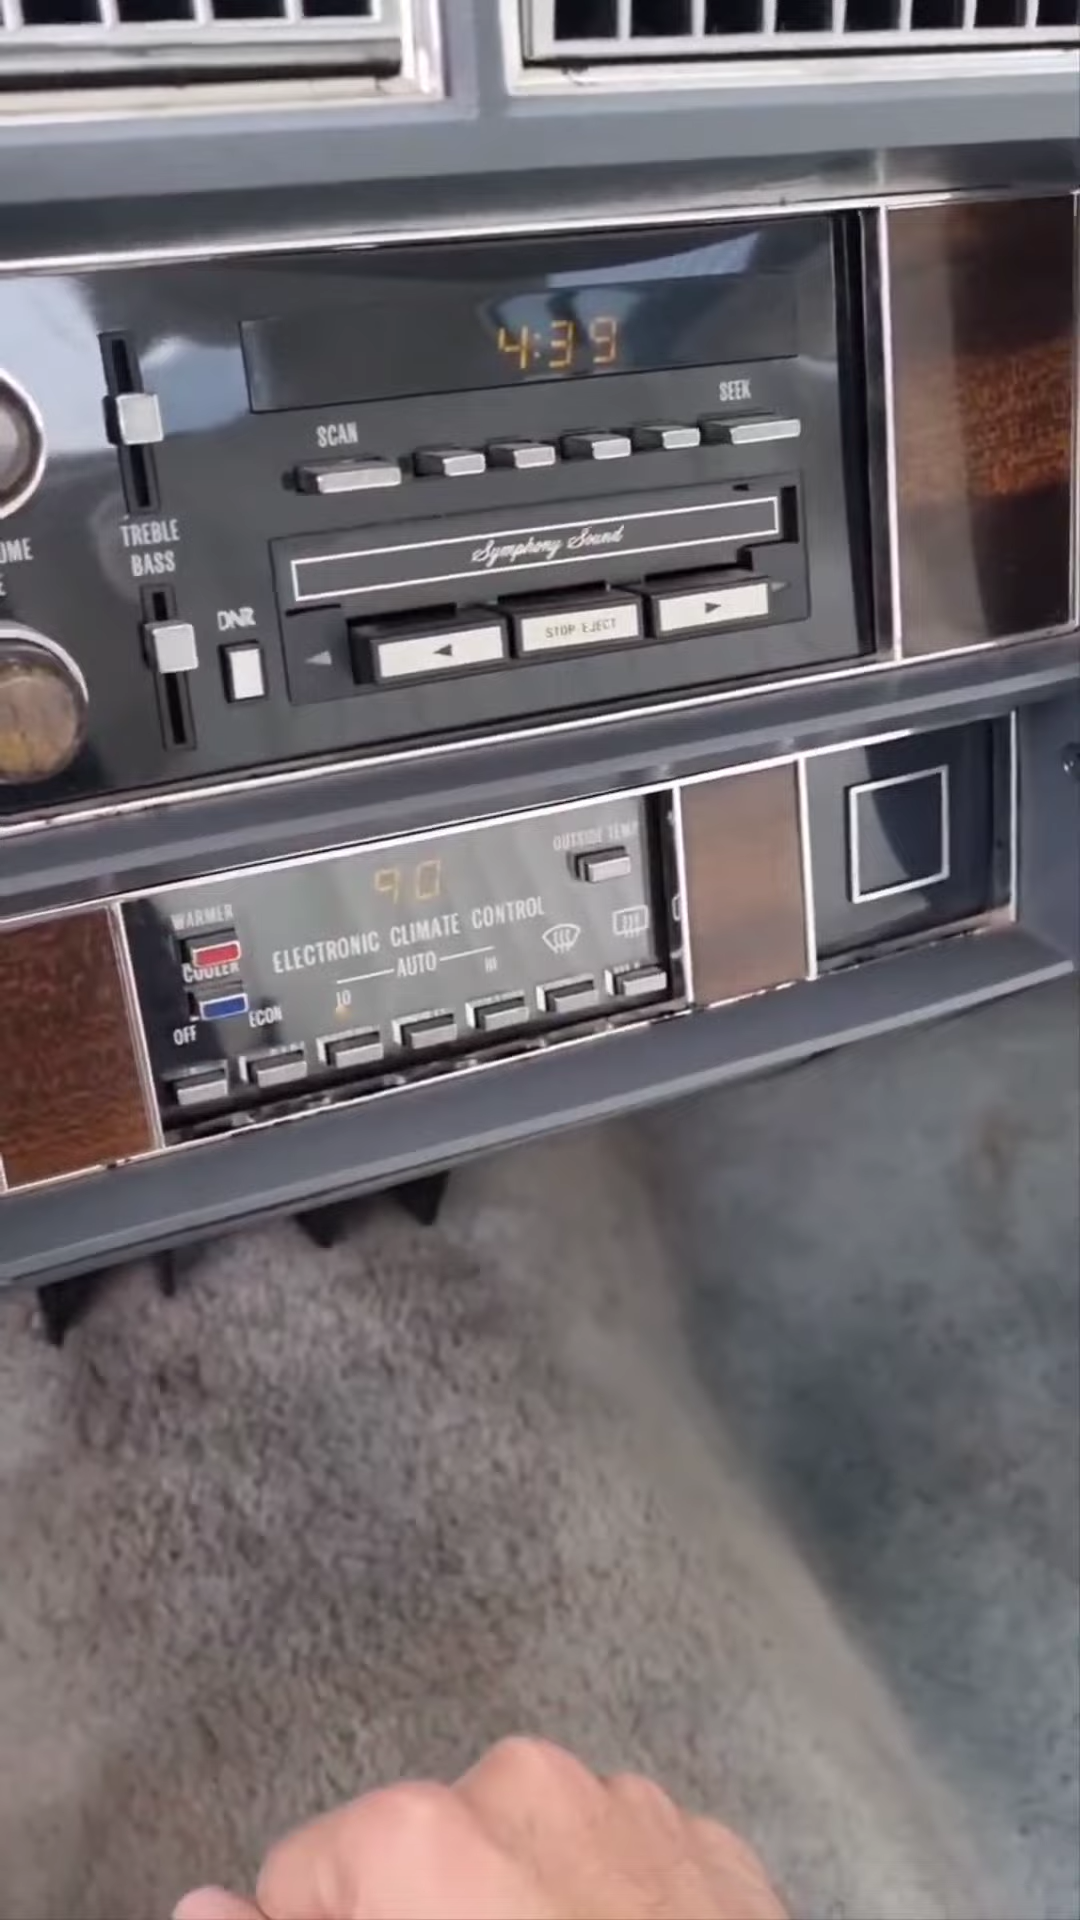 4:39
SEEK
SCAN
TREBLE
BASS
Symphony Sound
DNR
STOP EJECT
OUTSIDE TEMP
90
WARMER
ELECTRONIC CLIMATE CONTROL
COOLER
AUTO
HI
LO
ECON
OFF